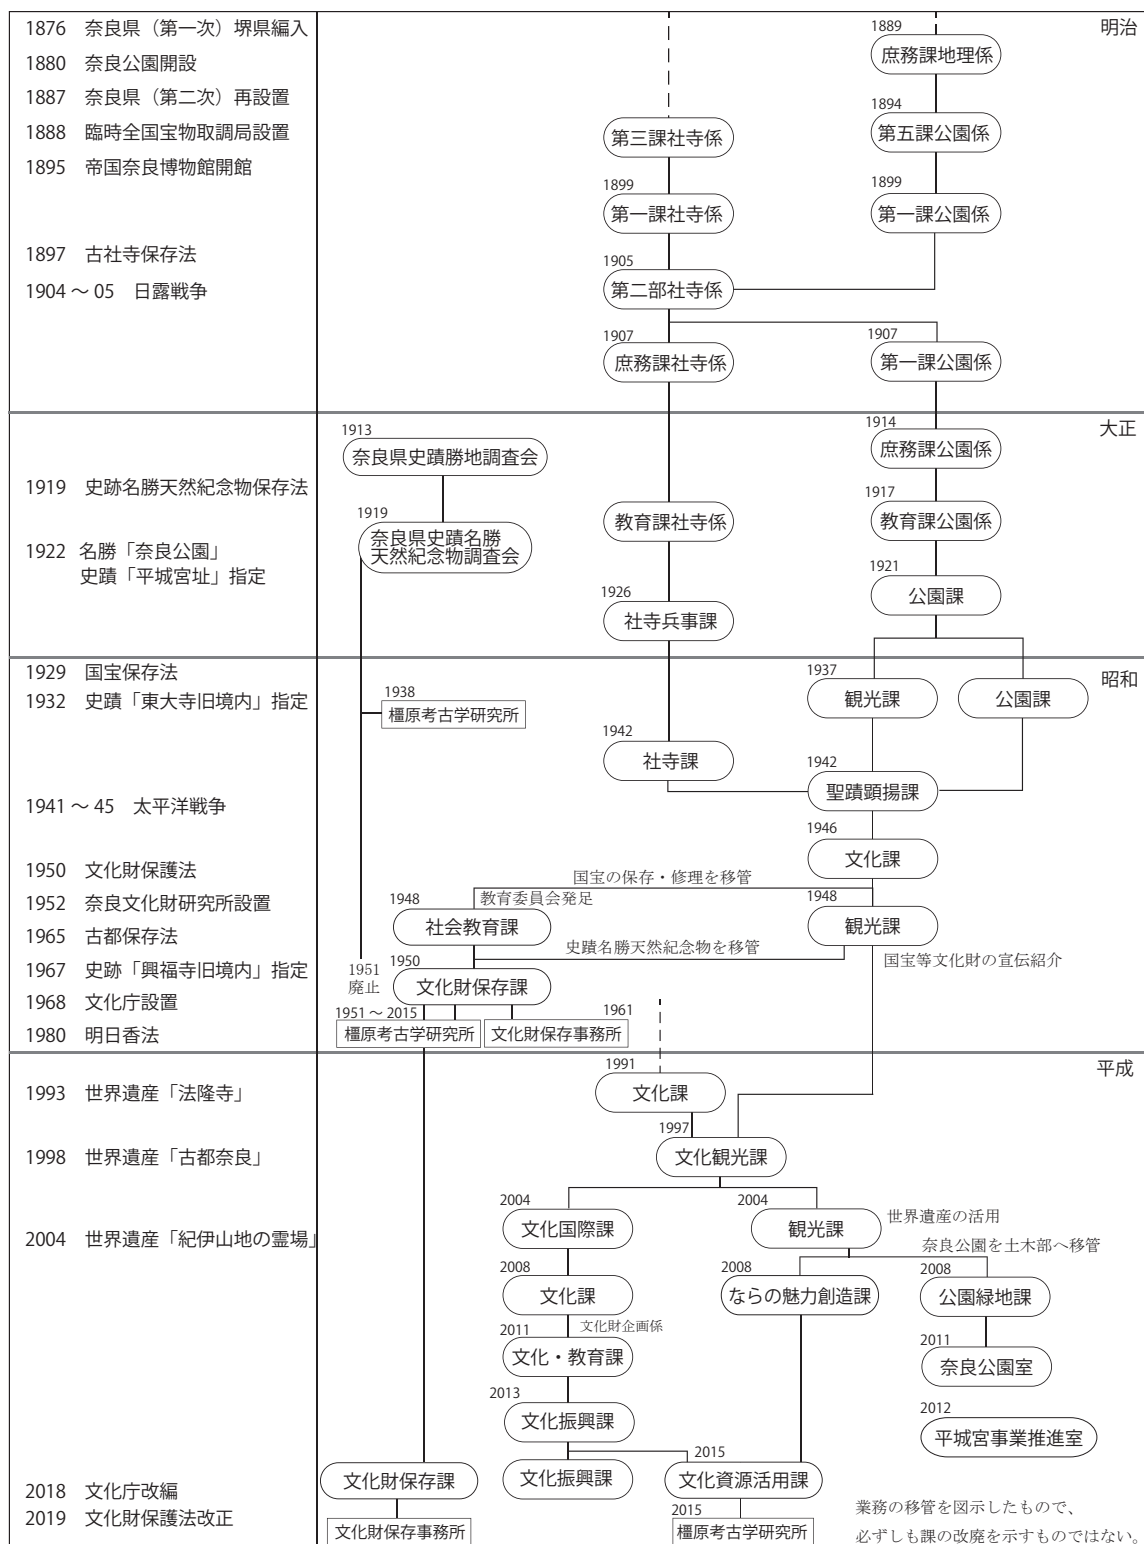 1876 奈良県（第一次）堺県編入
1880 奈良公園開設
1887 奈良県（第二次）再設置
1888 臨時全国宝物取調局設置
1895 帝国奈良博物館開館
1897 古社寺保存法
1904～05 日露戦争
明治
1889
庶務課地理係
1894
第五課公園係
第三課社寺係
1899
第一課社寺係
1899
第一課公園係
1905
第二部社寺係
1907
庶務課社寺係
1907
第一課公園係
1919 史跡名勝天然紀念物保存法
1922 名勝「奈良公園」
史蹟「平城宮址」指定
大正
1913
奈良県史蹟勝地調査会
1919
奈良県史蹟名勝
天然紀念物調査会
1914
庶務課公園係
1917
教育課公園係
教育課社寺係
1921
公園課
1926
社寺兵事課
1929 国宝保存法
1932 史蹟「東大寺旧境内」指定
1941～45 太平洋戦争
1950 文化財保護法
1952 奈良文化財研究所設置
1965 古都保存法
1967 史跡「興福寺旧境内」指定
1968 文化庁設置
1980 明日香法
昭和
1937
観光課
公園課
1938
橿原考古学研究所
1942
社寺課
1942
聖蹟顕揚課
1946
文化課
国宝の保存・修理を移管
教育委員会発足
1948
社会教育課
1948
観光課
史蹟名勝天然紀念物を移管
国宝等文化財の宣伝紹介
1951
廃止
1950
文化財保存課
1951～2015
橿原考古学研究所
1961
文化財保存事務所
1993 世界遺産「法隆寺」
1998 世界遺産「古都奈良」
2004 世界遺産「紀伊山地の霊場」
2018 文化庁改編
2019 文化財保護法改正
平成
1991
文化課
1997
文化観光課
2004
文化国際課
2004
観光課
世界遺産の活用
奈良公園を土木部へ移管
2008
文化課
2008
ならの魅力創造課
2008
公園緑地課
文化財企画係
2011
文化・教育課
2011
奈良公園室
2013
文化振興課
2012
平城宮事業推進室
文化財保存課
文化振興課
2015
文化資源活用課
文化財保存事務所
2015
橿原考古学研究所
業務の移管を図示したもので、
必ずしも課の改廃を示すものではない。